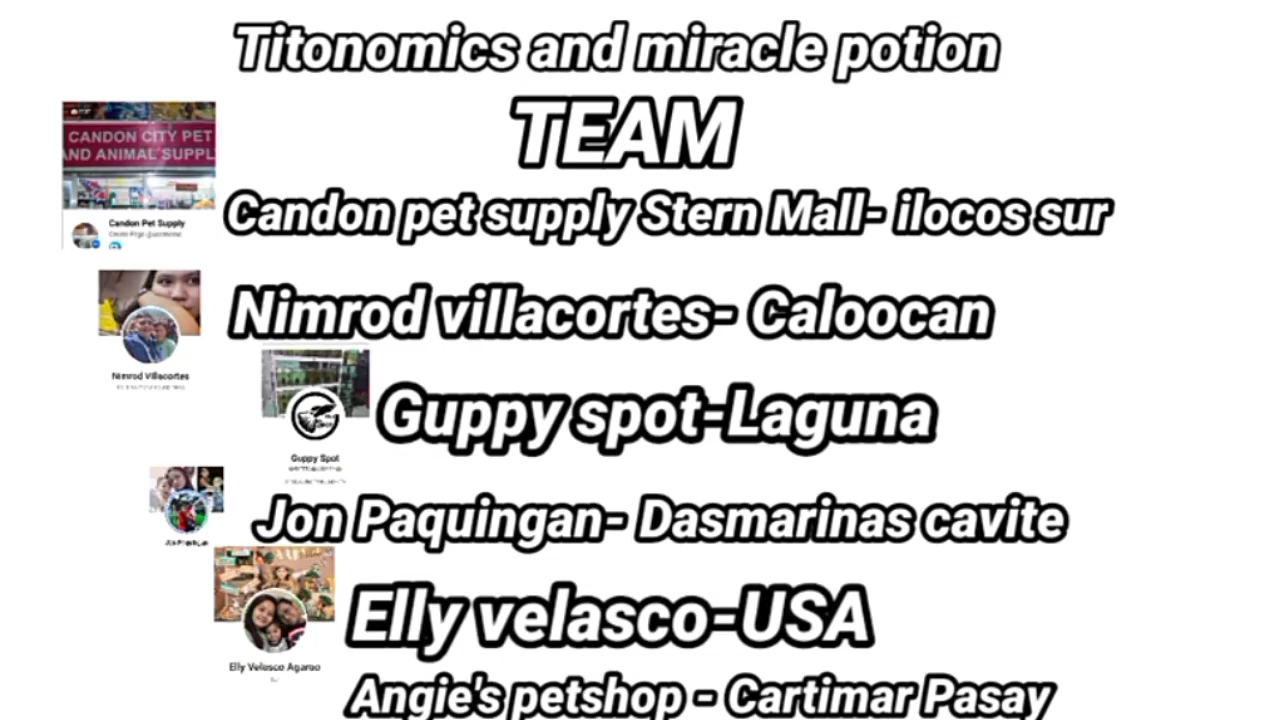 Titonomics and miracle potion
TEAM
CANDON CITY PET
AND ANIMAL SUPPL
Candon Pet Supply
Candon pet supply Stern Mall- ilocos sur
Nimrod villacortes- Caloocan
Nimrod Villacortes
Guppy spot-Laguna
Guppy Spot
Jon Paquingan- Dasmarinas cavite
Elly velasco-USA
Elly Velasco Agaroo
Angie's petshop - Cartimar Pasay